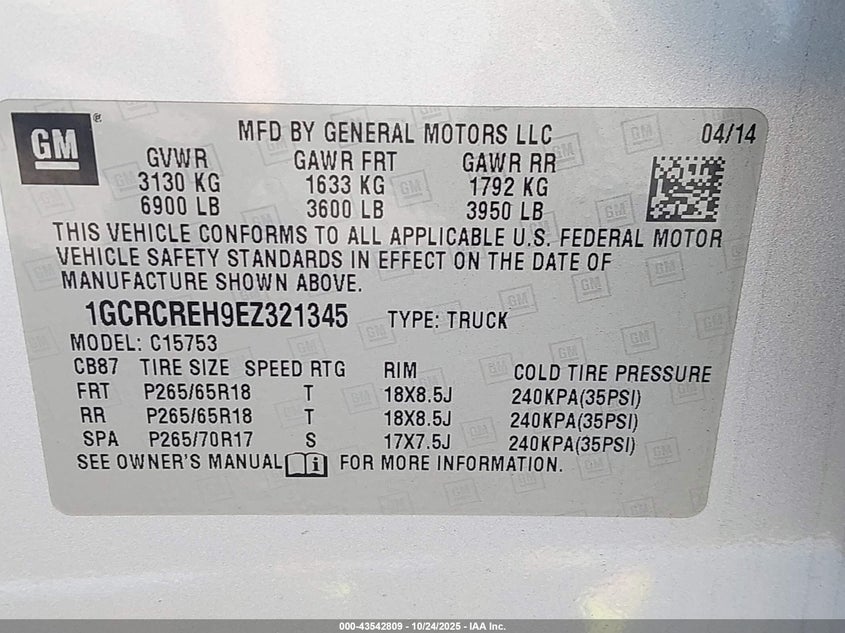 GM®
MFD BY GENERAL MOTORS LLC 04/14
GVWR GAWR FRT GAWR RR
3130 KG 1633 KG 1792 KG
6900 LB 3600 LB 3950 LB
THIS VEHICLE CONFORMS TO ALL APPLICABLE U.S. FEDERAL MOTOR
VEHICLE SAFETY STANDARDS IN EFFECT ON THE DATE OF
MANUFACTURE SHOWN ABOVE.
1GCRCREH9EZ321345 TYPE: TRUCK
MODEL: C15753
CB87 TIRE SIZE SPEED RTG RIM COLD TIRE PRESSURE
FRT P265/65R18 T 18X8.5J 240KPA(35PSI)
RR P265/65R18 T 18X8.5J 240KPA(35PSI)
SPA P265/70R17 S 17X7.5J 240KPA(35PSI)
SEE OWNER'S MANUAL i FOR MORE INFORMATION.
000-43542809 - 10/24/2025 - IAA Inc.